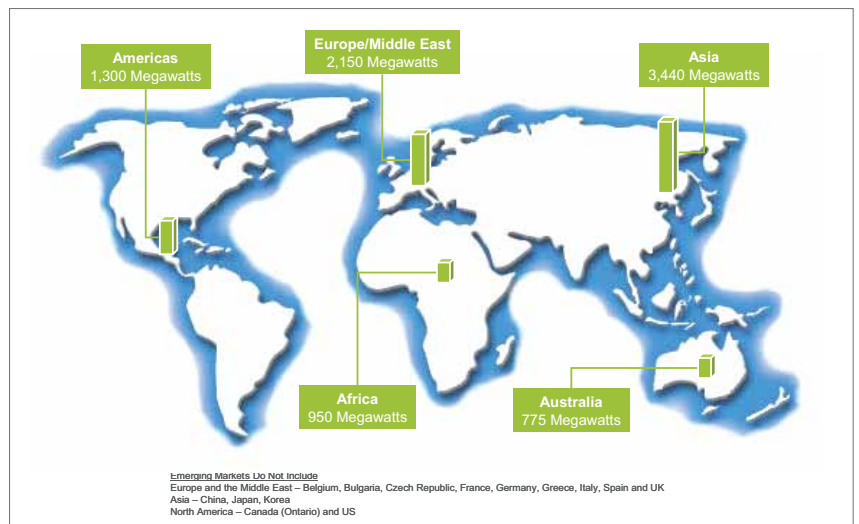 Americas
1,300 Megawatts
Europe/Middle East
2,150 Megawatts
Asia
3,440 Megawatts
Africa
950 Megawatts
Australia
775 Megawatts
Emerging Markets Do Not Include
Europe and the Middle East – Belgium, Bulgaria, Czech Republic, France, Germany, Greece, Italy, Spain and UK
Asia – China, Japan, Korea
North America – Canada (Ontario) and US